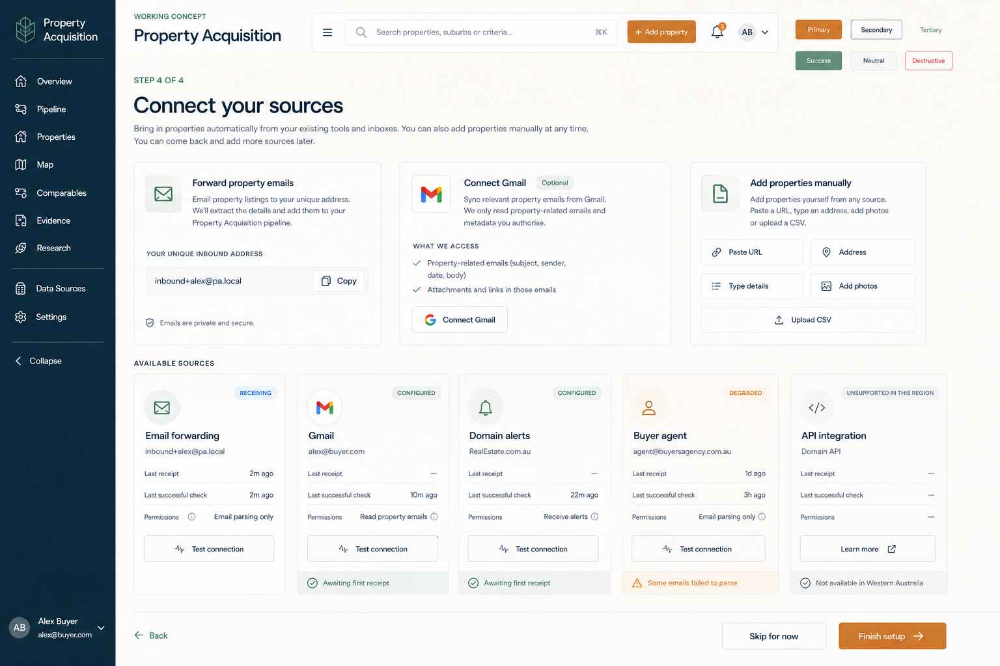 Property
Acquisition
Overview
Pipeline
Properties
Map
Comparables
Evidence
Research
Data Sources
Settings
Collapse
AB
Alex Buyer
alex@buyer.com
WORKING CONCEPT
Property Acquisition
Search properties, suburbs or criteria...
⌘K
+ Add property
3
AB
Primary
Secondary
Tertiary
Success
Neutral
Destructive
STEP 4 OF 4
Connect your sources
Bring in properties automatically from your existing tools and inboxes. You can also add properties manually at any time.
You can come back and add more sources later.
Forward property emails
Email property listings to your unique address.
We'll extract the details and add them to your
Property Acquisition pipeline.
YOUR UNIQUE INBOUND ADDRESS
inbound+alex@pa.local
Copy
Emails are private and secure.
Connect Gmail
Optional
Sync relevant property emails from Gmail.
We only read property-related emails and
metadata you authorise.
WHAT WE ACCESS
Property-related emails (subject, sender,
date, body)
Attachments and links in those emails
Connect Gmail
Add properties manually
Add properties yourself from any source.
Paste a URL, type an address, add photos
or upload a CSV.
Paste URL
Address
Type details
Add photos
Upload CSV
AVAILABLE SOURCES
RECEIVING
Email forwarding
inbound+alex@pa.local
Last receipt 2m ago
Last successful check 2m ago
Permissions Email parsing only
Test connection
CONFIGURED
Gmail
alex@buyer.com
Last receipt —
Last successful check 10m ago
Permissions Read property emails
Test connection
Awaiting first receipt
CONFIGURED
Domain alerts
RealEstate.com.au
Last receipt —
Last successful check 22m ago
Permissions Receive alerts
Test connection
Awaiting first receipt
DEGRADED
Buyer agent
agent@buyersagency.com.au
Last receipt 1d ago
Last successful check 3h ago
Permissions Email parsing only
Test connection
Some emails failed to parse
UNSUPPORTED IN THIS REGION
API integration
Domain API
Last receipt —
Last successful check —
Permissions —
Learn more
Not available in Western Australia
Back
Skip for now
Finish setup